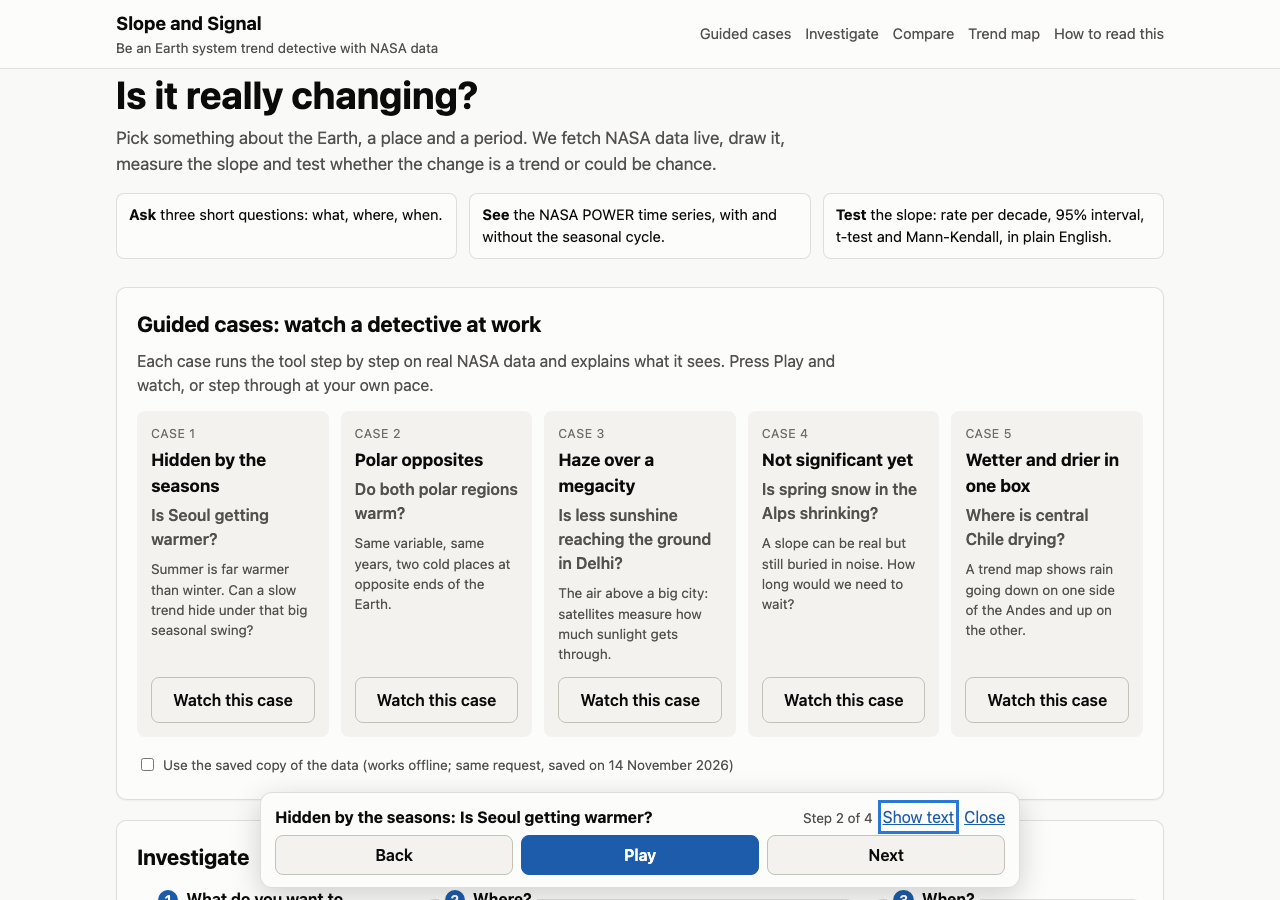 Slope and Signal
Be an Earth system trend detective with NASA data
Guided cases Investigate Compare Trend map How to read this
Is it really changing?
Pick something about the Earth, a place and a period. We fetch NASA data live, draw it,
measure the slope and test whether the change is a trend or could be chance.
Ask three short questions: what, where, when.
See the NASA POWER time series, with and
without the seasonal cycle.
Test the slope: rate per decade, 95% interval,
t-test and Mann-Kendall, in plain English.
Guided cases: watch a detective at work
Each case runs the tool step by step on real NASA data and explains what it sees. Press Play and
watch, or step through at your own pace.
CASE 1
Hidden by the
seasons
Is Seoul getting
warmer?
Summer is far warmer
than winter. Can a slow
trend hide under that big
seasonal swing?
Watch this case
CASE 2
Polar opposites
Do both polar regions
warm?
Same variable, same
years, two cold places at
opposite ends of the
Earth.
Watch this case
CASE 3
Haze over a
megacity
Is less sunshine
reaching the ground
in Delhi?
The air above a big city:
satellites measure how
much sunlight gets
through.
Watch this case
CASE 4
Not significant yet
Is spring snow in the
Alps shrinking?
A slope can be real but
still buried in noise. How
long would we need to
wait?
Watch this case
CASE 5
Wetter and drier in
one box
Where is central
Chile drying?
A trend map shows rain
going down on one side
of the Andes and up on
the other.
Watch this case
Use the saved copy of the data (works offline; same request, saved on 14 November 2026)
Hidden by the seasons: Is Seoul getting warmer?
Step 2 of 4 Show text Close
Back Play Next
Investigate
1 What do you want to
2 Where?
3 When?